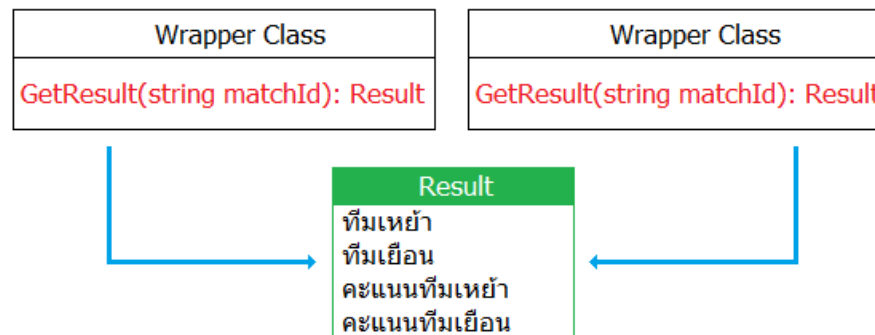 Wrapper Class
GetResult(string matchId): Result
Wrapper Class
GetResult(string matchId): Result
Result
ทีมเหย้า
ทีมเยือน
คะแนนทีมเหย้า
คะแนนทีมเยือน